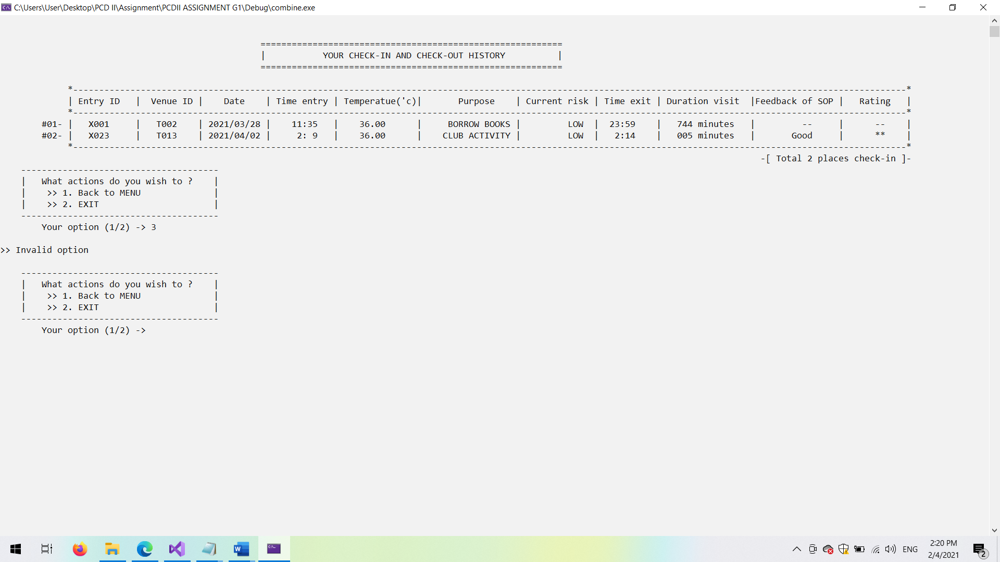 C:\Users\User\Desktop\PCD II\Assignment\PCDII ASSIGNMENT G1\Debug\combine.exe
==========================================================
|           YOUR CHECK-IN AND CHECK-OUT HISTORY          |
==========================================================
*----------------------------------------------------------------------------------------------------------------------------------------------------------------*
| Entry ID   |  Venue ID |    Date    | Time entry | Temperatue('c)|       Purpose    | Current risk | Time exit | Duration visit  |Feedback of SOP |   Rating   |
*----------------------------------------------------------------------------------------------------------------------------------------------------------------*
#01- |   X001     |   T002    | 2021/03/28 |    11:35   |    36.00      |     BORROW BOOKS |         LOW  |  23:59    |   744 minutes   |         --     |      --    |
#02- |   X023     |   T013    | 2021/04/02 |     2: 9   |    36.00      |    CLUB ACTIVITY |         LOW  |   2:14    |   005 minutes   |       Good     |      **    |
*----------------------------------------------------------------------------------------------------------------------------------------------------------------*
-[ Total 2 places check-in ]-
--------------------------------------
|   What actions do you wish to ?    |
|    >> 1. Back to MENU              |
|    >> 2. EXIT                      |
--------------------------------------
Your option (1/2) -> 3
>> Invalid option
--------------------------------------
|   What actions do you wish to ?    |
|    >> 1. Back to MENU              |
|    >> 2. EXIT                      |
--------------------------------------
Your option (1/2) ->
ENG
2:20 PM
2/4/2021
2